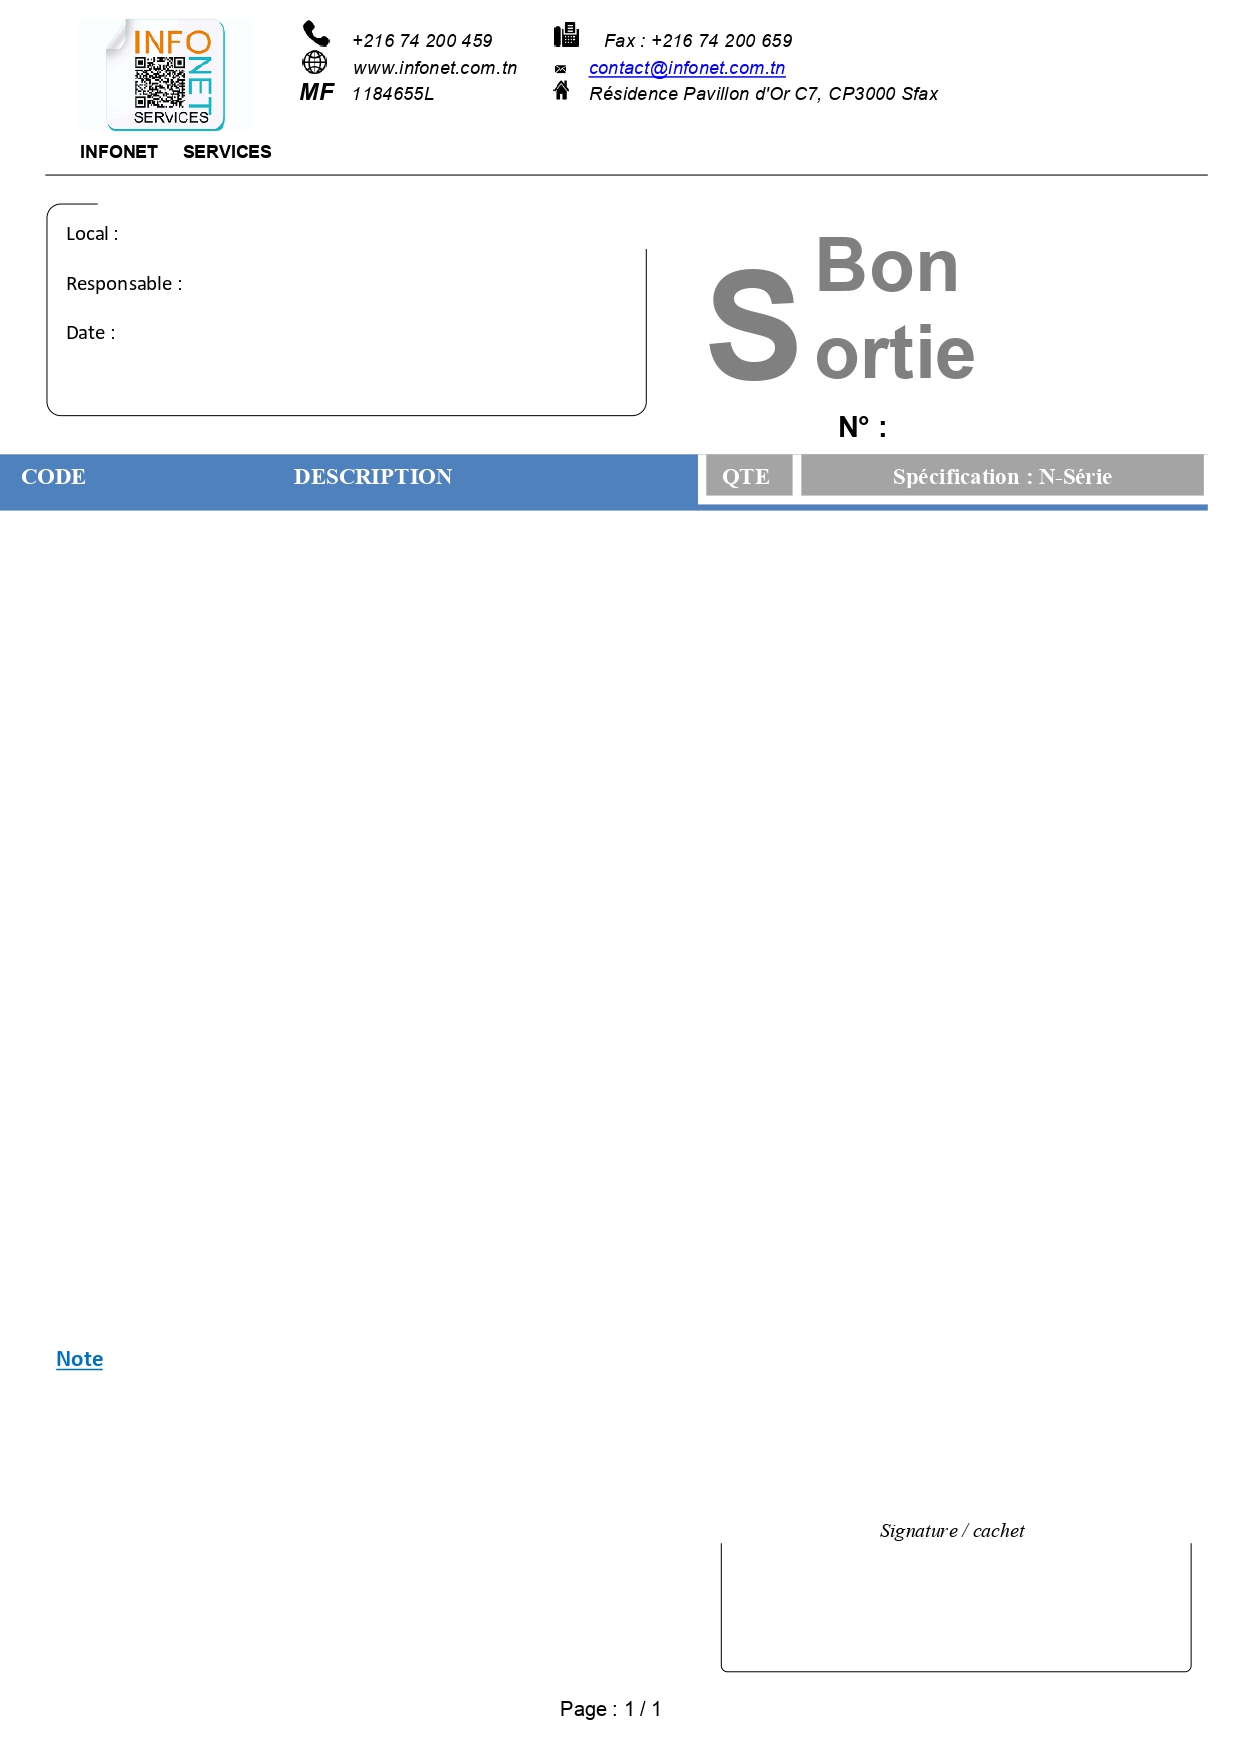 INFO
NET
SERVICES
INFONET SERVICES
+216 74 200 459
Fax : +216 74 200 659
www.infonet.com.tn
contact@infonet.com.tn
MF 1184655L
Résidence Pavillon d'Or C7, CP3000 Sfax
Local :
Responsable :
Date :
Bon
Sortie
N° :
CODE DESCRIPTION QTE Spécification : N-Série
Note
Signature / cachet
Page : 1 / 1